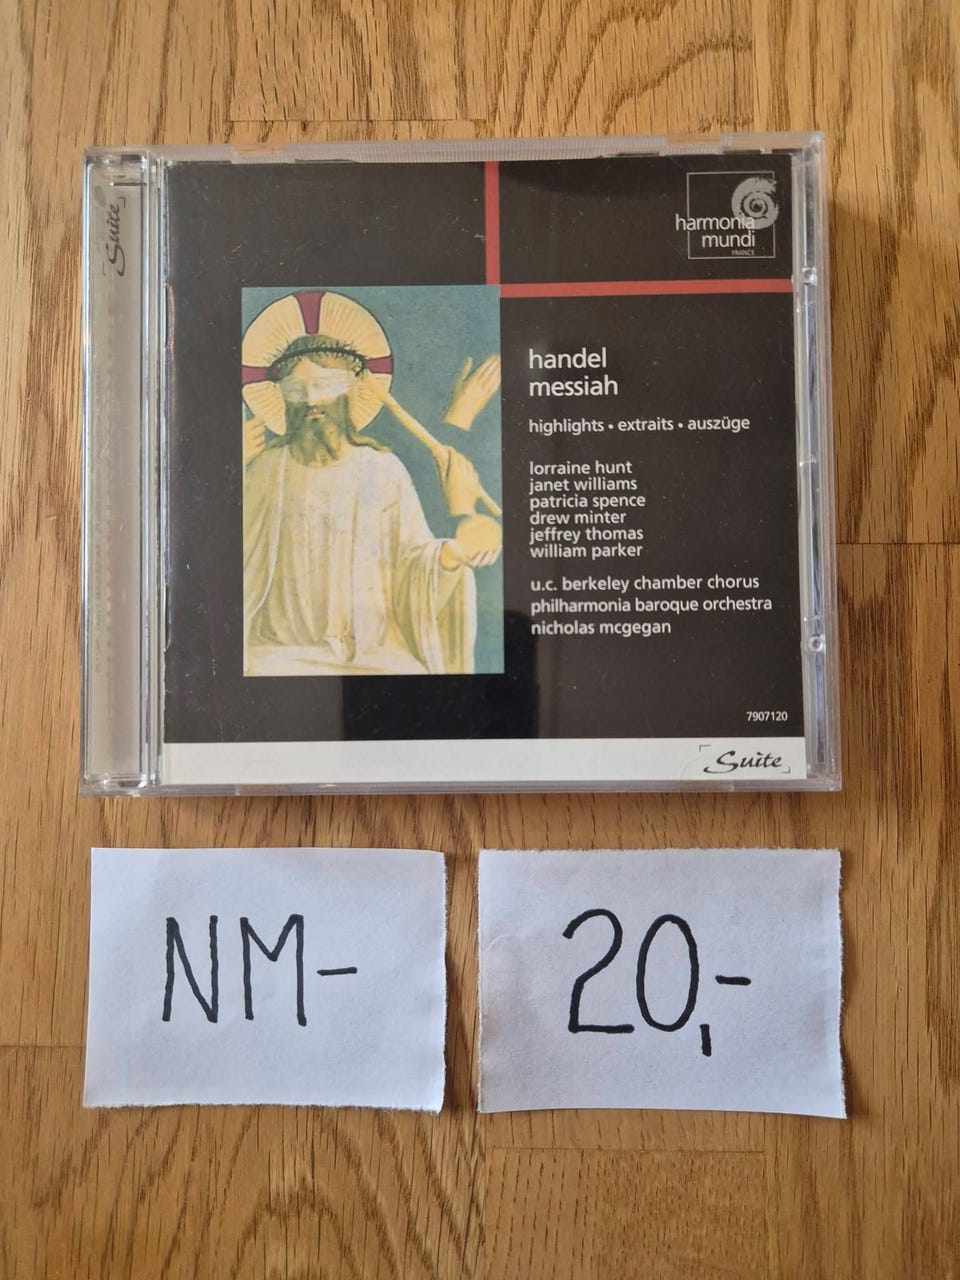 Suite
harmonia
mundi
FRANCE
handel
messiah
highlights • extraits • auszüge
lorraine hunt
janet williams
patricia spence
drew minter
jeffrey thomas
william parker
u.c. berkeley chamber chorus
philharmonia baroque orchestra
nicholas mcgegan
7907120
Suite
NM-
20,-